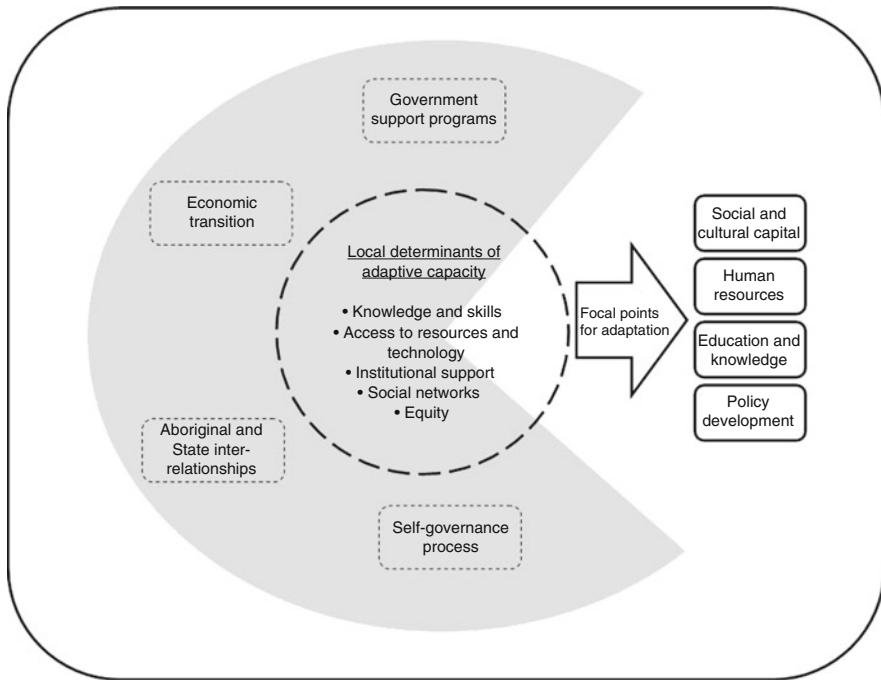 Government
support programs
Economic
transition
Local determinants of
adaptive capacity
• Knowledge and skills
• Access to resources and
technology
• Institutional support
• Social networks
• Equity
Aboriginal and
State inter-
relationships
Self-governance
process
Focal points
for adaptation
Social and
cultural capital
Human
resources
Education and
knowledge
Policy
development